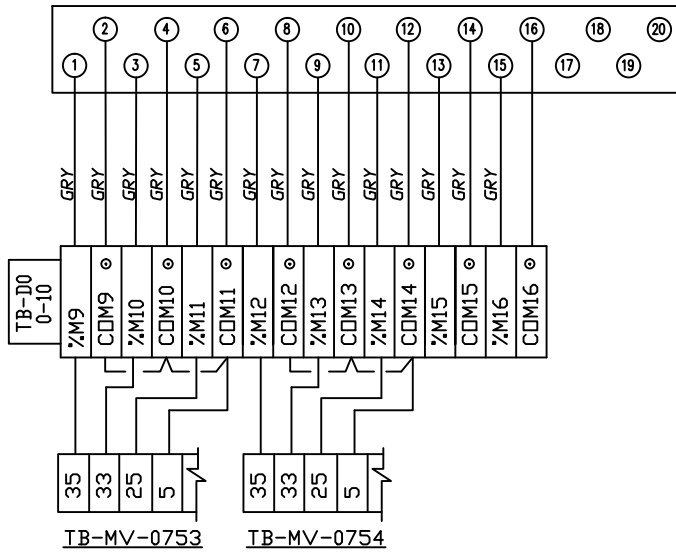 2 4 6 8 10 12 14 16 18 20
1 3 5 7 9 11 13 15 17 19
GRY GRY GRY GRY GRY GRY GRY GRY GRY GRY GRY GRY GRY GRY GRY
TB-DO
0-10
%M9
COM9
%M10
COM10
%M11
COM11
%M12
COM12
%M13
COM13
%M14
COM14
%M15
COM15
%M16
COM16
35
33
25
5
35
33
25
5
TB-MV-0753
TB-MV-0754